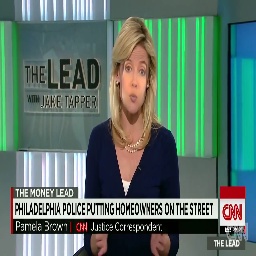 THE LEAD
WITH JAKE TAPPER
THE MONEY LEAD
PHILADELPHIA POLICE PUTTING HOMEOWNERS ON THE STREET
CNN
Pamela Brown CNN Justice Correspondent
THE LEAD